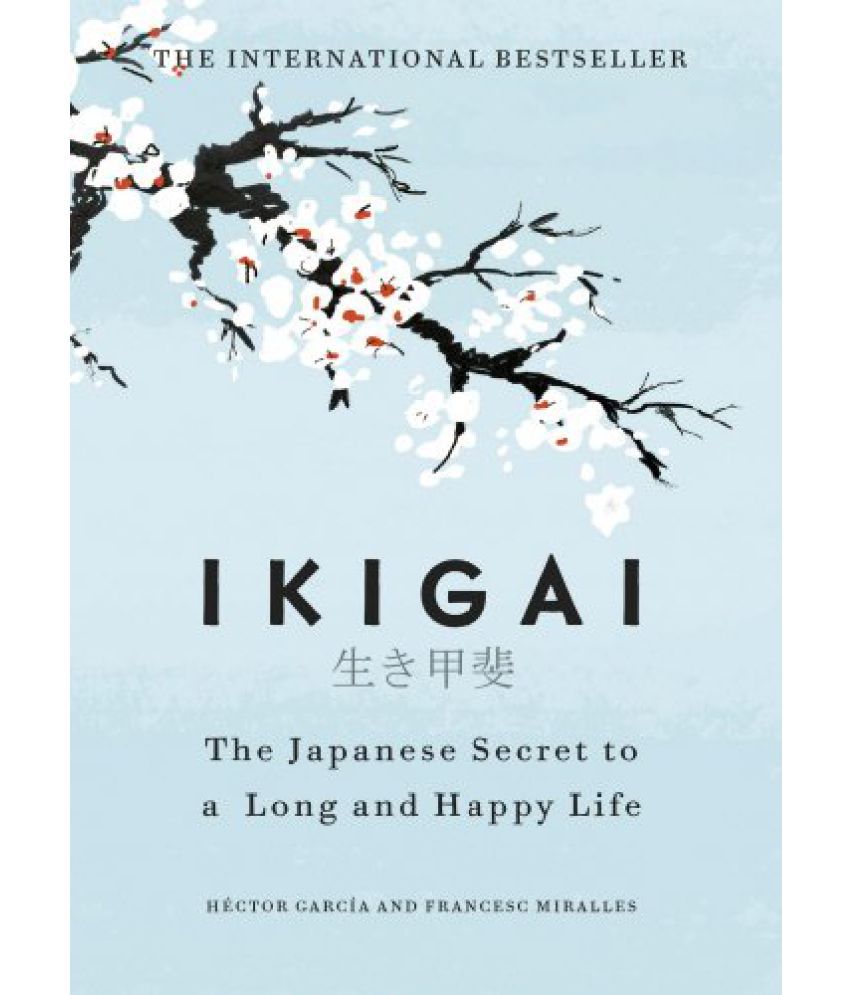 THE INTERNATIONAL BESTSELLER
IKIGAI
生き甲斐
The Japanese Secret to
a Long and Happy Life
HÉCTOR GARCÍA AND FRANCESC MIRALLES